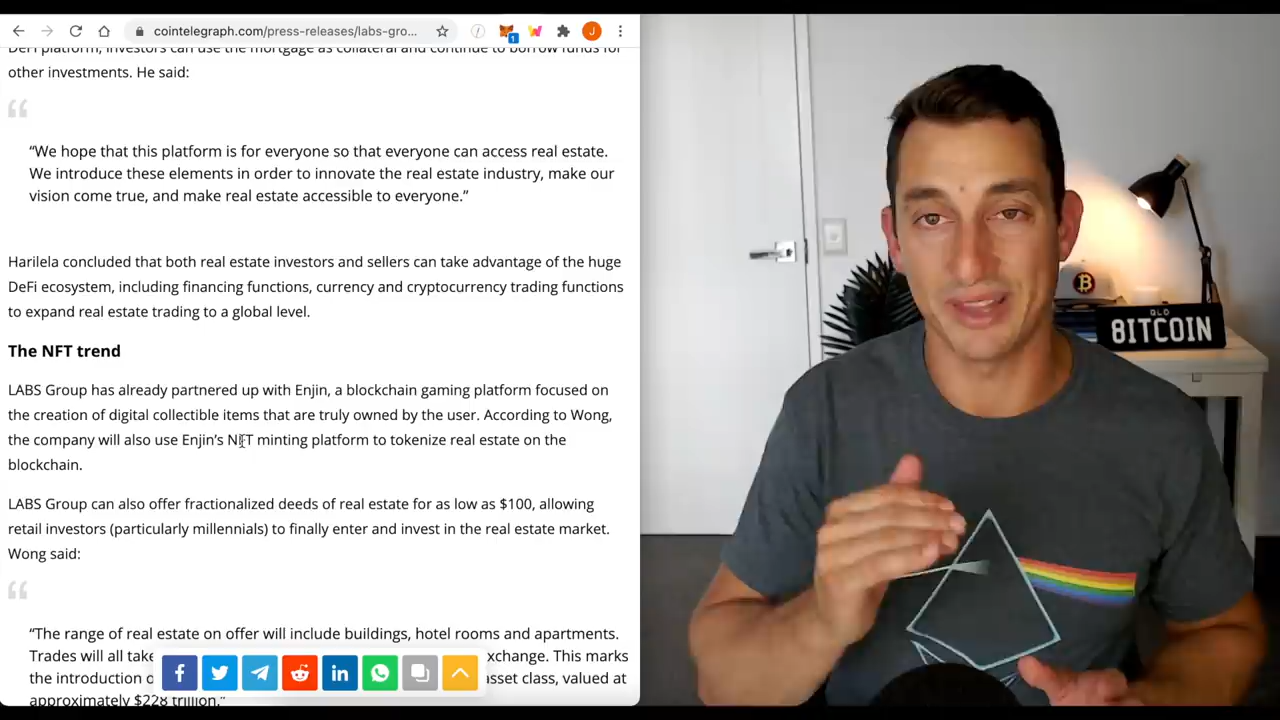 cointelegraph.com/press-releases/labs-gro...
J
1
DeFi platform, investors can use the mortgage as collateral and continue to borrow funds for
other investments. He said:
“We hope that this platform is for everyone so that everyone can access real estate.
We introduce these elements in order to innovate the real estate industry, make our
vision come true, and make real estate accessible to everyone.”
Harilela concluded that both real estate investors and sellers can take advantage of the huge
DeFi ecosystem, including financing functions, currency and cryptocurrency trading functions
to expand real estate trading to a global level.
The NFT trend
LABS Group has already partnered up with Enjin, a blockchain gaming platform focused on
the creation of digital collectible items that are truly owned by the user. According to Wong,
the company will also use Enjin’s NFT minting platform to tokenize real estate on the
blockchain.
LABS Group can also offer fractionalized deeds of real estate for as low as $100, allowing
retail investors (particularly millennials) to finally enter and invest in the real estate market.
Wong said:
“The range of real estate on offer will include buildings, hotel rooms and apartments.
Trades will all take xchange. This marks
the introduction o asset class, valued at
approximately $228 trillion.”
QLD
8ITCOIN